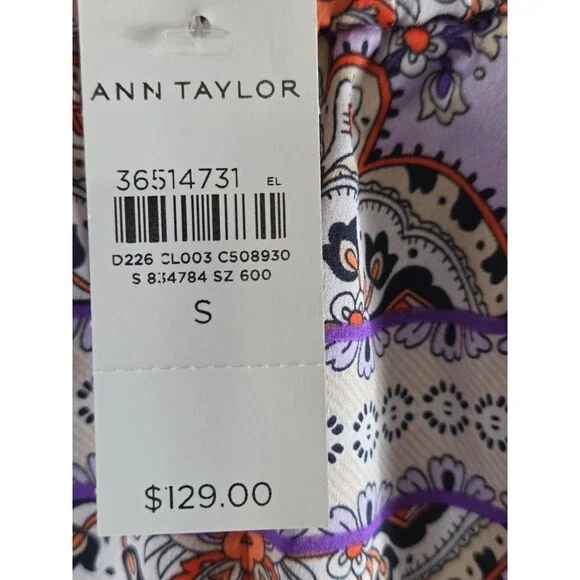 ANN TAYLOR
36514731 EL
D226 CL003 C508930
S 834784 SZ 600
S
$129.00